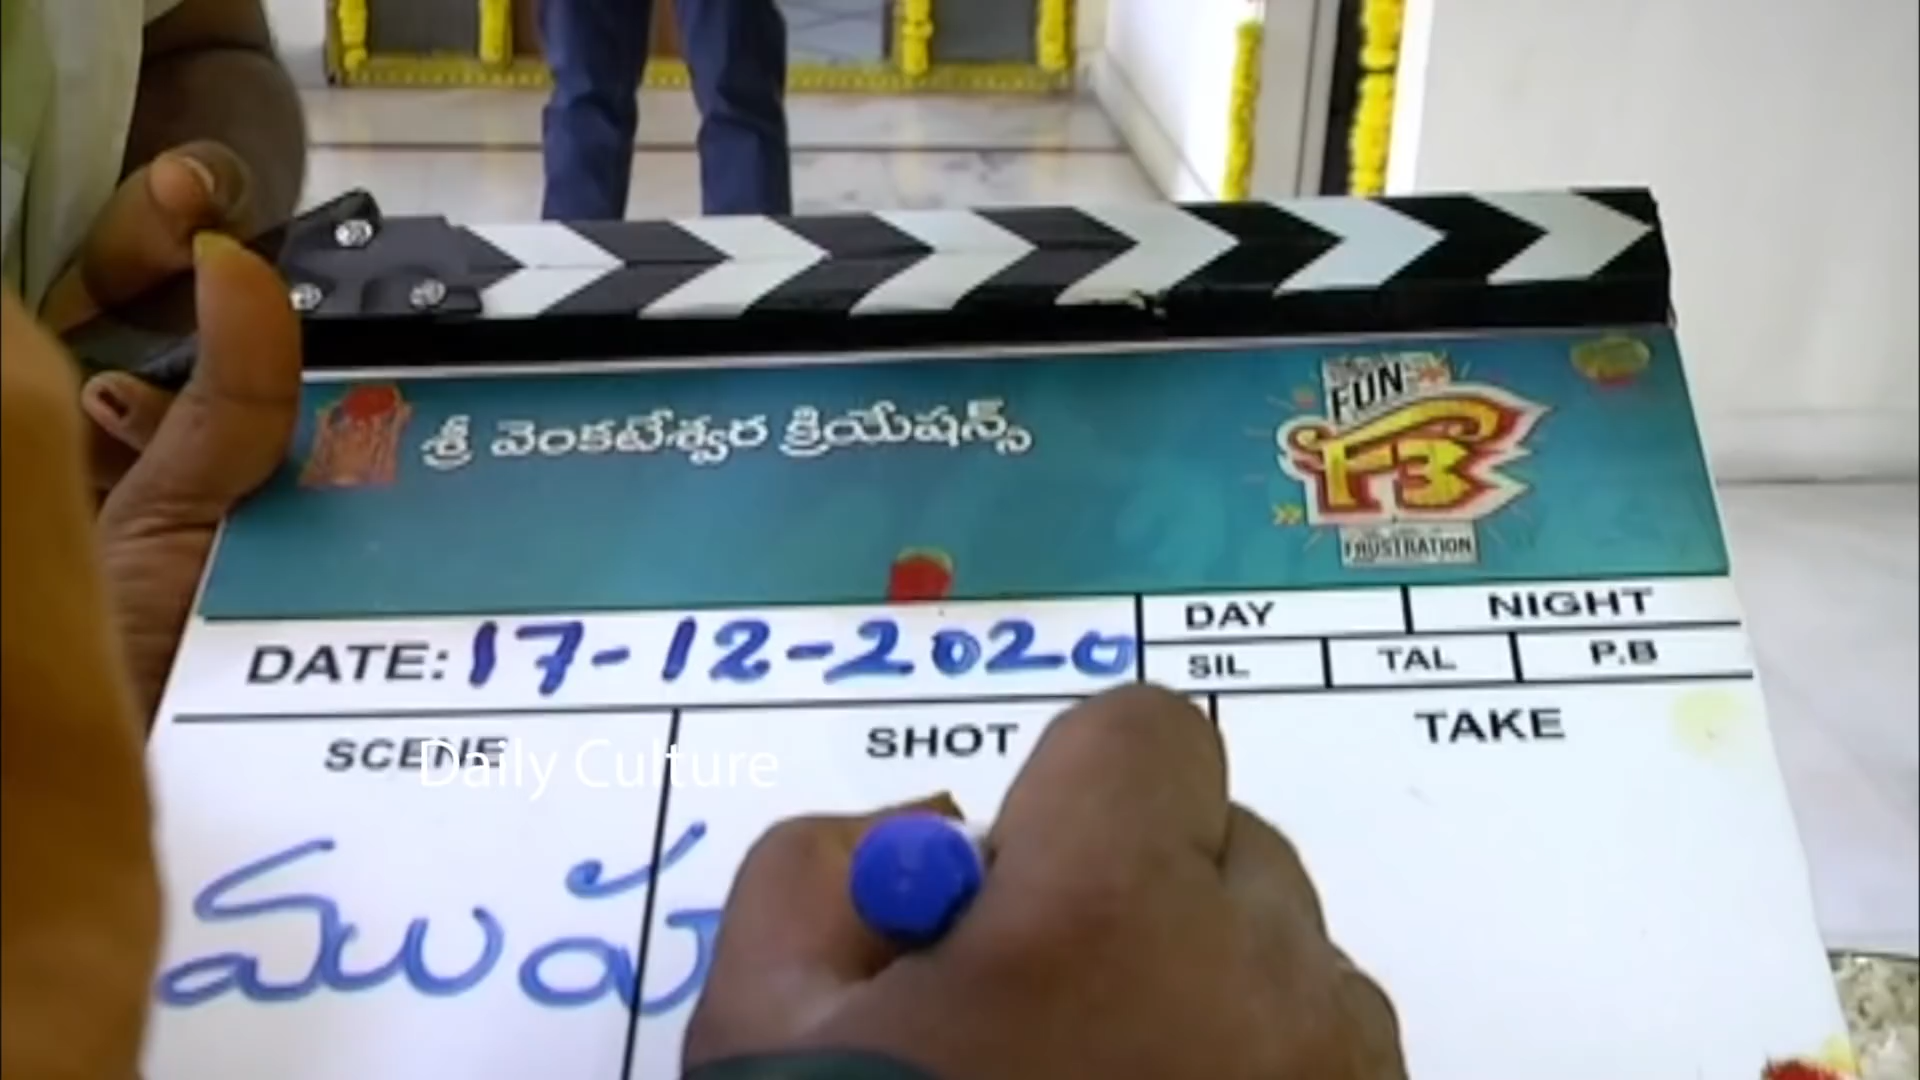 FUN
శ్రీ వెంకటేశ్వర క్రియేషన్స్
F3
FRUSTRATION
DATE: 17-12-2020
DAY NIGHT
SIL TAL P.B
SCENE SHOT TAKE
Daily Culture